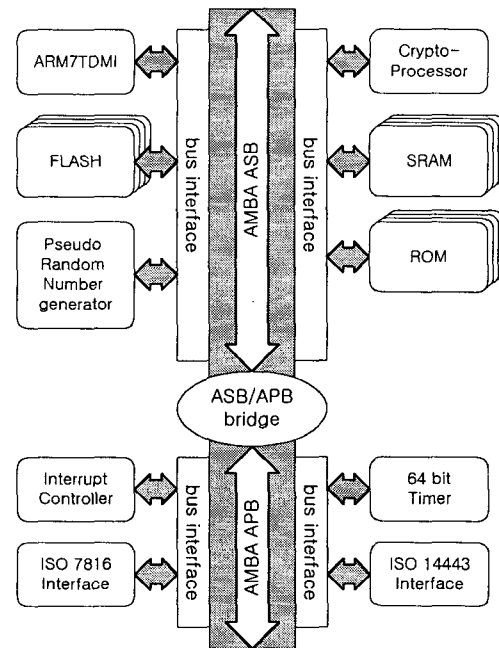 ARM7TDMI
Crypto-
Processor
FLASH
SRAM
Pseudo
Random
Number
generator
ROM
bus interface
AMBA ASB
bus interface
ASB/APB
bridge
Interrupt
Controller
64 bit
Timer
ISO 7816
Interface
ISO 14443
Interface
bus interface
AMBA APB
bus interface